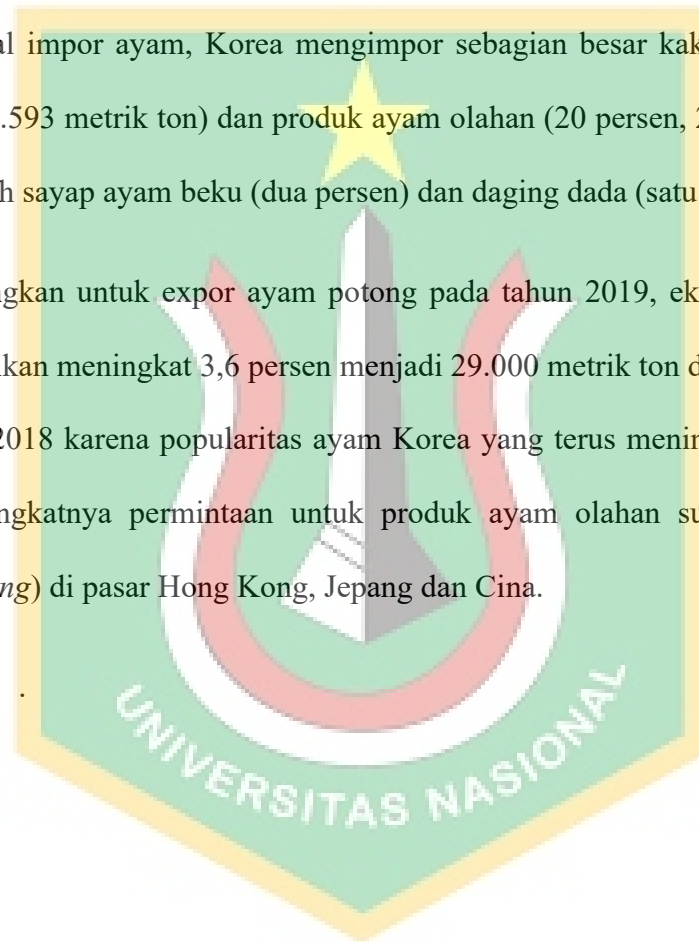 al impor ayam, Korea mengimpor sebagian besar kak
.593 metrik ton) dan produk ayam olahan (20 persen, 2
h sayap ayam beku (dua persen) dan daging dada (satu
ngkan untuk expor ayam potong pada tahun 2019, ek
kan meningkat 3,6 persen menjadi 29.000 metrik ton d
2018 karena popularitas ayam Korea yang terus menin
ngkatnya permintaan untuk produk ayam olahan su
ng) di pasar Hong Kong, Jepang dan Cina.
.
UNIVERSITAS NASIONAL